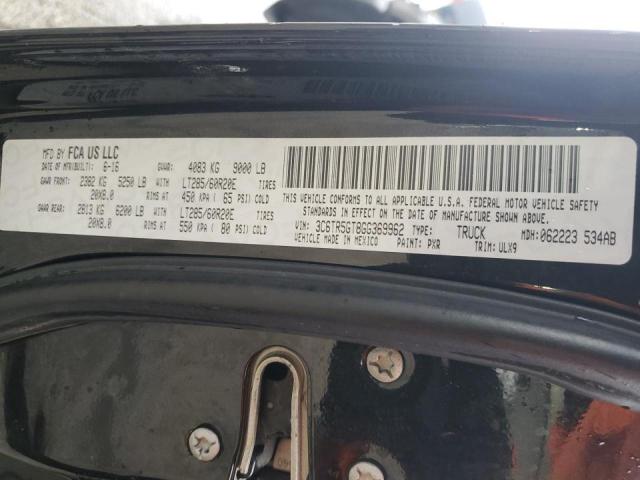 MFD BY FCA US LLC
DATE OF MFR(BUILT): 6-16 GVWR: 4083 KG 9000 LB
GAWR FRONT: 2382 KG 5250 LB WITH LT285/60R20E TIRES
20X8.0 RIMS AT 450 KPA ( 65 PSI) COLD
GAWR REAR: 2813 KG 6200 LB WITH LT285/60R20E TIRES
20X8.0 RIMS AT 550 KPA ( 80 PSI) COLD
THIS VEHICLE CONFORMS TO ALL APPLICABLE U.S.A. FEDERAL MOTOR VEHICLE SAFETY
STANDARDS IN EFFECT ON THE DATE OF MANUFACTURE SHOWN ABOVE.
VIN: 3C6TR5GT8GG369962 TYPE: TRUCK MDH: 062223 534AB
VEHICLE MADE IN MEXICO PAINT: PXR TRIM: ULX9